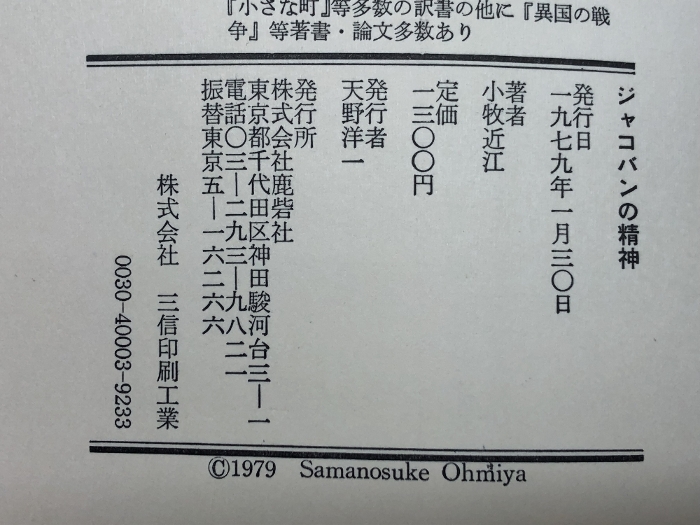 『小さな町』等多数の訳書の他に『異国の戦
争』等著書・論文多数あり
ジャコバンの精神
発行日
一九七九年一月三〇日
著者
小牧近江
定価
一三〇〇円
発行者
天野洋一
発行所
株式会社鹿砦社
東京都千代田区神田駿河台三―一
電話〇三―二九三―九八二一
振替東京五―一六二六六
株式会社 三信印刷工業
0030-40003-9233
©1979 Samanosuke Ohmiya